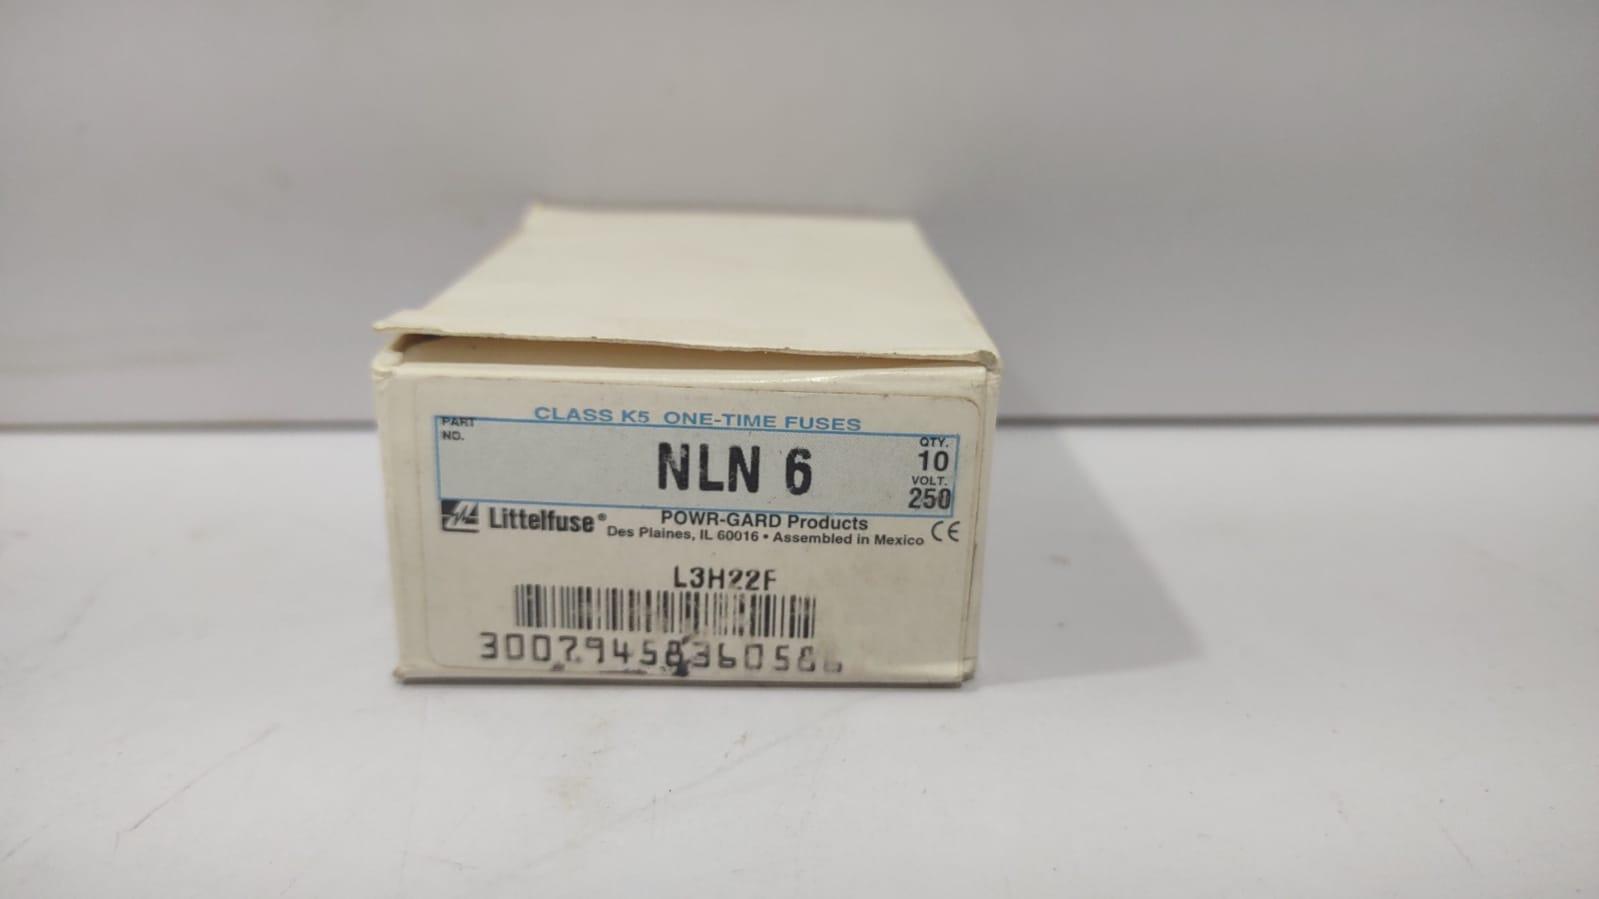 CLASS K5 ONE-TIME FUSES
PART
NO.
NLN 6
QTY.
10
VOLT.
250
Littelfuse®
POWR-GARD Products
Des Plaines, IL 60016 • Assembled in Mexico
CE
L3H22F